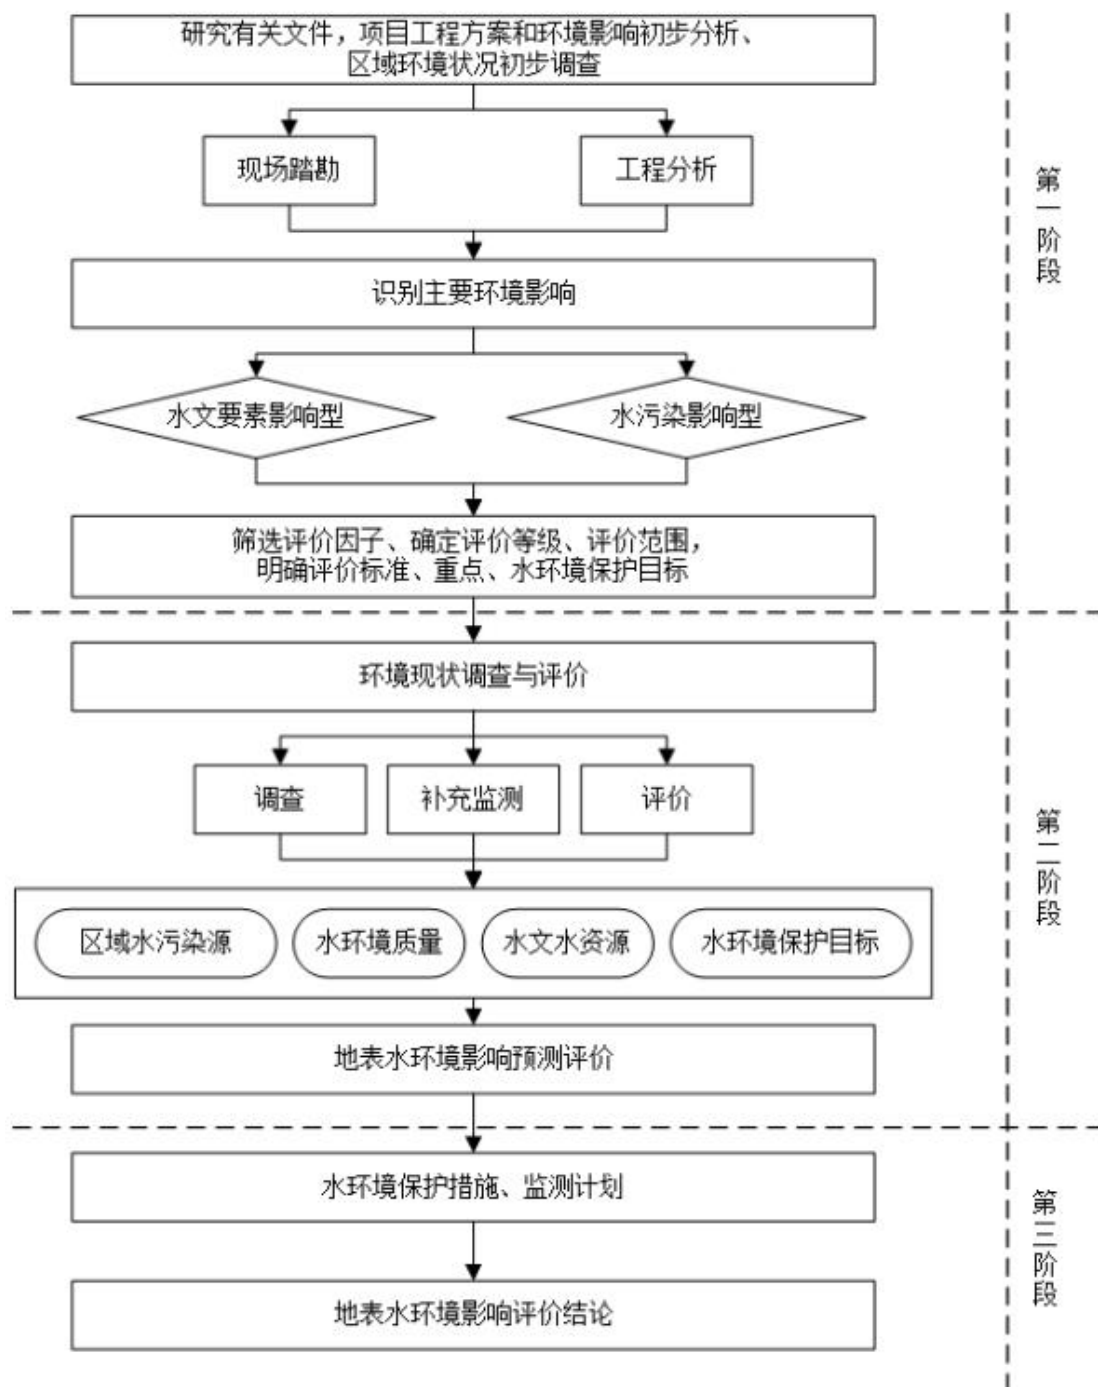 研究有关文件，项目工程方案和环境影响初步分析、
区域环境状况初步调查
现场踏勘
工程分析
识别主要环境影响
水文要素影响型
水污染影响型
筛选评价因子、确定评价等级、评价范围，
明确评价标准、重点、水环境保护目标
第一阶段
环境现状调查与评价
调查
补充监测
评价
区域水污染源
水环境质量
水文水资源
水环境保护目标
地表水环境影响预测评价
第二阶段
水环境保护措施、监测计划
地表水环境影响评价结论
第三阶段